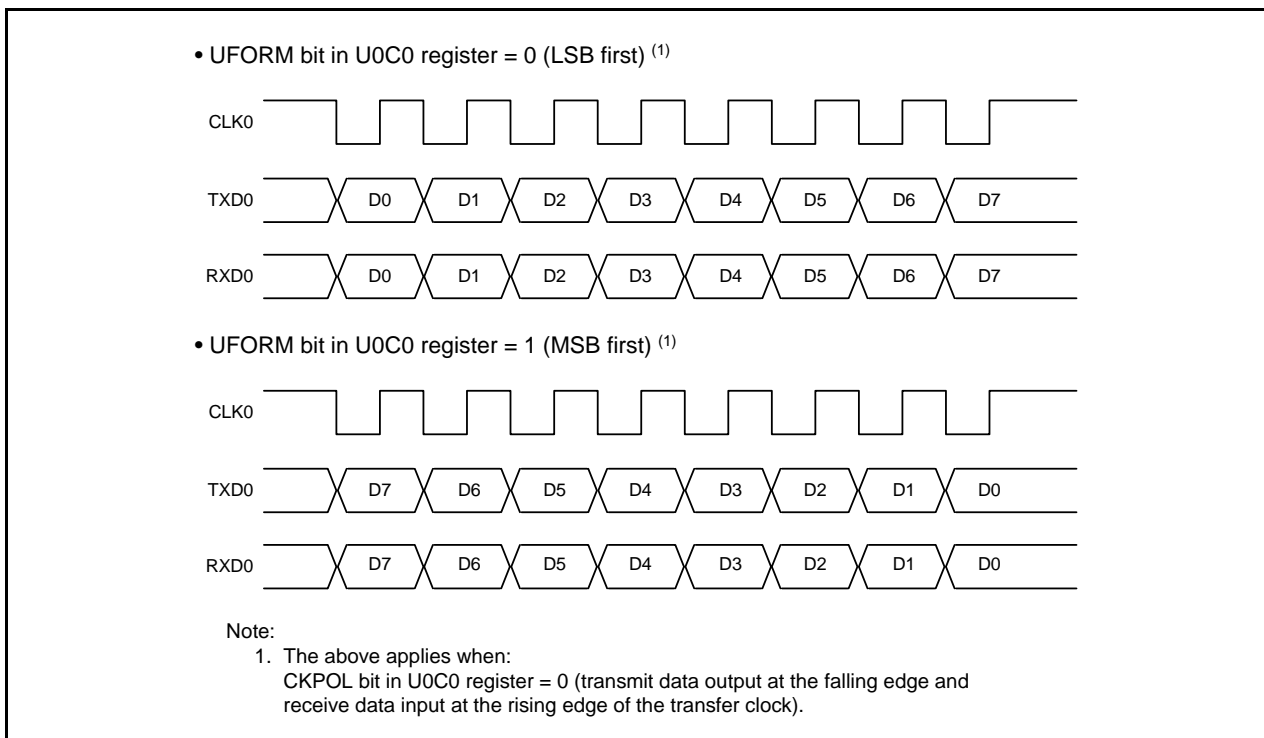 • UFORM bit in U0C0 register = 0 (LSB first) (1)
CLK0
TXD0 D0 D1 D2 D3 D4 D5 D6 D7
RXD0 D0 D1 D2 D3 D4 D5 D6 D7
• UFORM bit in U0C0 register = 1 (MSB first) (1)
CLK0
TXD0 D7 D6 D5 D4 D3 D2 D1 D0
RXD0 D7 D6 D5 D4 D3 D2 D1 D0
Note:
1. The above applies when:
CKPOL bit in U0C0 register = 0 (transmit data output at the falling edge and
receive data input at the rising edge of the transfer clock).